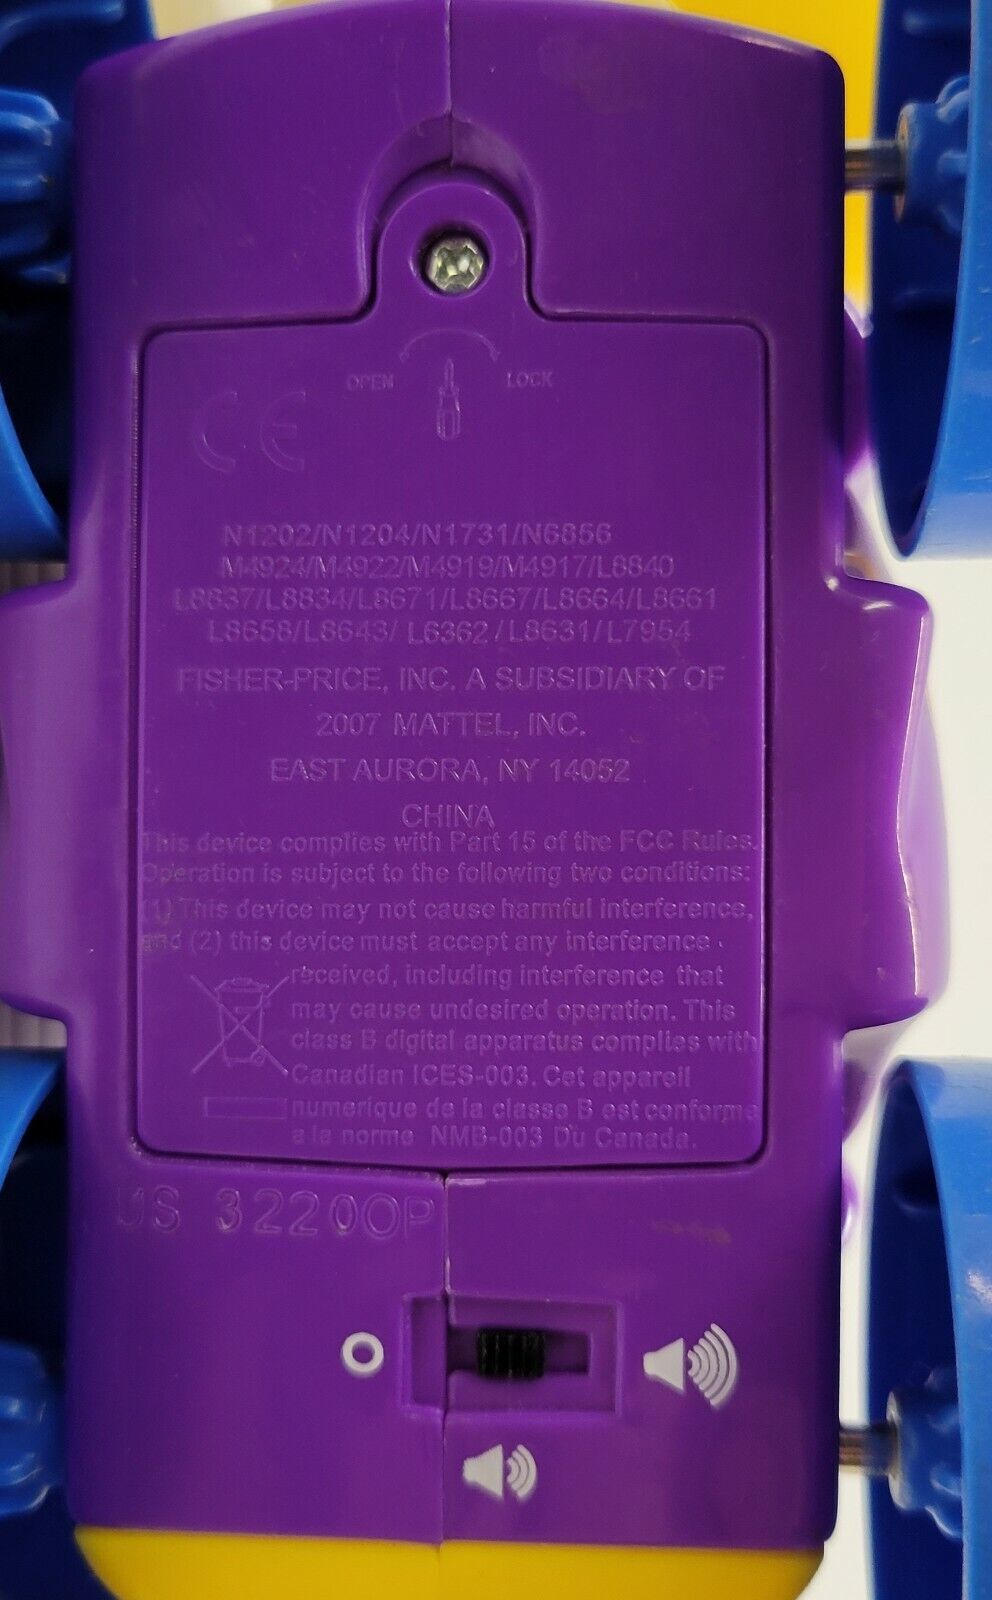 OPEN LOCK
CE
N1202/N1204/N1731/N6856
M4924/M4922/M4919/M4917/L8840
L8837/L8834/L8671/L8667/L8664/L8661
L8658/L8643/ L6362/L8631/L7954
FISHER-PRICE, INC. A SUBSIDIARY OF
2007 MATTEL, INC.
EAST AURORA, NY 14052
CHINA
This device complies with Part 15 of the FCC Rules.
Operation is subject to the following two conditions:
(1) This device may not cause harmful interference,
and (2) this device must accept any interference
received, including interference that
may cause undesired operation. This
class B digital apparatus complies with
Canadian ICES-003. Cet appareil
numerique de la classe B est conforme
a la norme NMB-003 Du Canada.
US 32200P
O